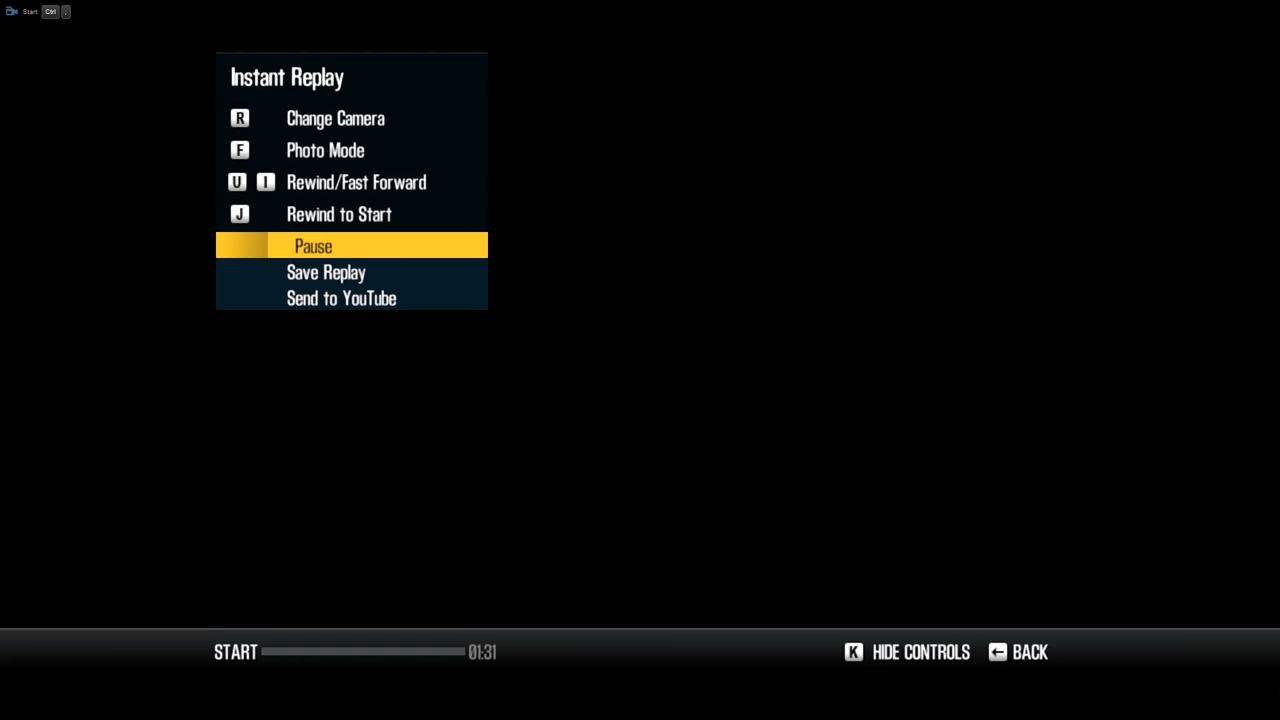 Start: Ctrl ;
Instant Replay
R Change Camera
F Photo Mode
U I Rewind/Fast Forward
J Rewind to Start
Pause
Save Replay
Send to YouTube
START 01:31 K HIDE CONTROLS ← BACK